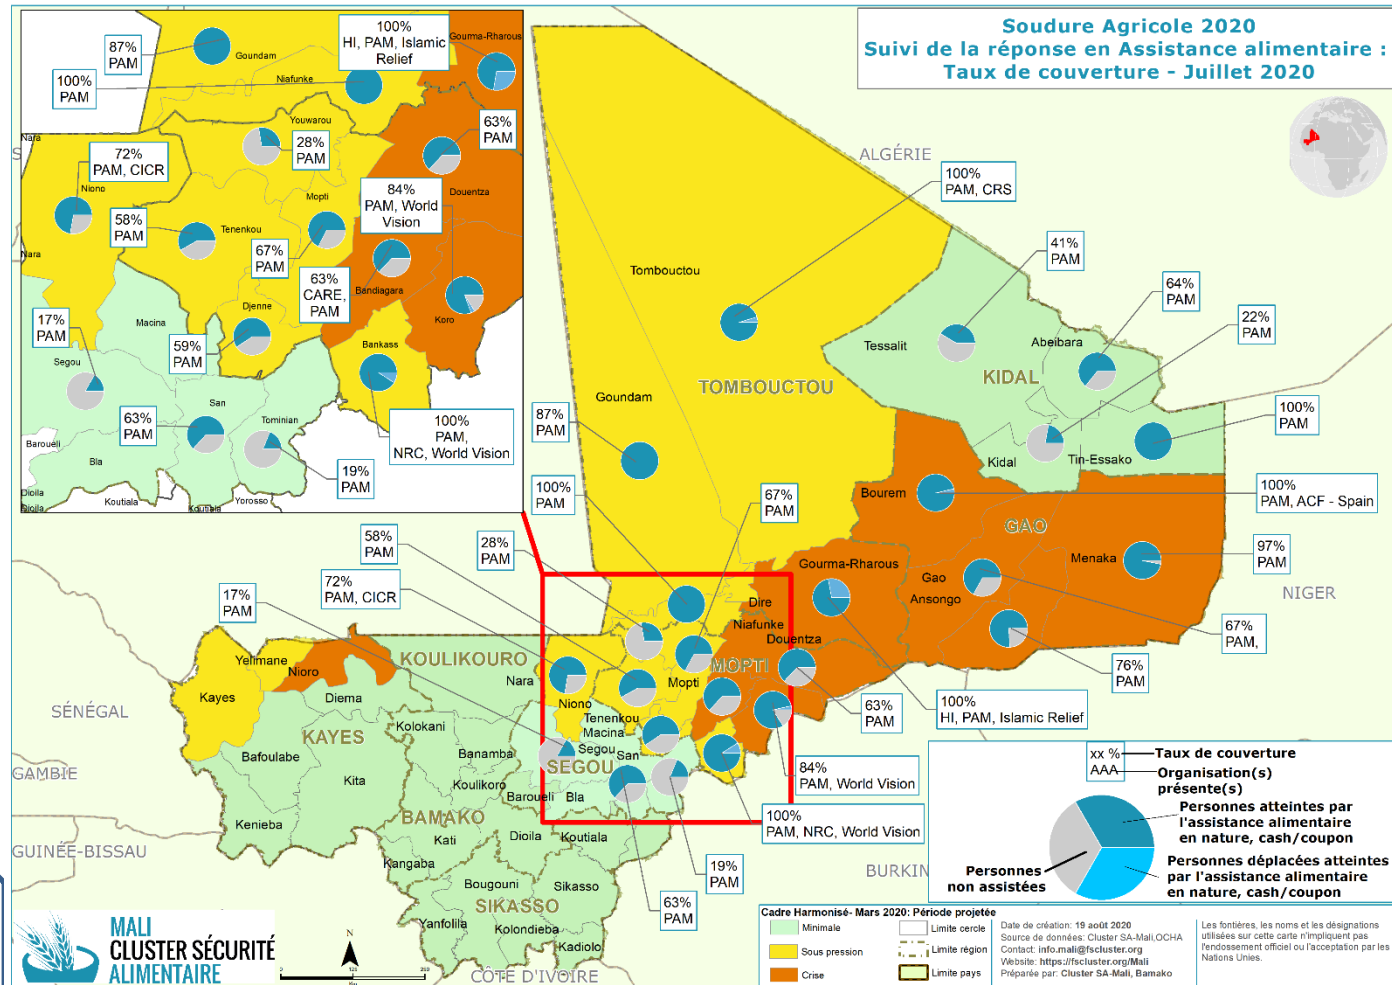 Soudure Agricole 2020
Suivi de la réponse en Assistance alimentaire :
Taux de couverture - Juillet 2020
87%
PAM
100%
PAM
100%
HI, PAM, Islamic
Relief
Gourma-Rharous
Goundam
Niafunke
Youwarou
28%
PAM
63%
PAM
Nara
72%
PAM, CICR
Niono
Mopti
84%
PAM, World
Vision
Douentza
58%
PAM
Tenenkou
67%
PAM
Nara
63%
CARE,
PAM
Bandiagara
Koro
Macina
Djenne
17%
PAM
59%
PAM
Bankass
Segou
San
Tominian
63%
PAM
100%
PAM,
NRC, World Vision
Baroueli
Bla
19%
PAM
Dioila
Dioila
Koutiala
Koutiala
Yorosso
ALGÉRIE
100%
PAM, CRS
41%
PAM
64%
PAM
22%
PAM
100%
PAM
Tombouctou
Tessalit
Abeibara
KIDAL
TOMBOUCTOU
Goundam
87%
PAM
Kidal
Tin-Essako
100%
PAM
67%
PAM
Bourem
100%
PAM, ACF - Spain
GAO
58%
PAM
28%
PAM
Gourma-Rharous
Menaka
97%
PAM
72%
PAM, CICR
17%
PAM
Gao
Ansongo
NIGER
Dire
Niafunke
Douentza
67%
PAM,
76%
PAM
MOPTI
Mopti
63%
PAM
100%
HI, PAM, Islamic Relief
KOULIKOURO
Nara
Yelimane
Nioro
Kayes
Diema
Niono
SÉNÉGAL
KAYES
Kolokani
Tenenkou
Macina
Segou
San
SEGOU
Banamba
Bafoulabe
Kita
Koulikoro
Baroueli
Bla
84%
PAM, World Vision
GAMBIE
BAMAKO
100%
PAM, NRC, World Vision
Kenieba
Kati
Dioila
Koutiala
GUINÉE-BISSAU
Kangaba
19%
PAM
BURKIN
Bougouni
Sikasso
SIKASSO
63%
PAM
Yanfolila
Kolondieba
Kadiolo
CÔTE D'IVOIRE
xx %
AAA
Taux de couverture
Organisation(s)
présente(s)
Personnes atteintes par
l'assistance alimentaire
en nature, cash/coupon
Personnes
non assistées
Personnes déplacées atteintes
par l'assistance alimentaire
en nature, cash/coupon
MALI
CLUSTER SÉCURITÉ
ALIMENTAIRE
N
Cadre Harmonisé- Mars 2020: Période projetée
Minimale
Sous pression
Crise
Limite cercle
Limite région
Limite pays
Date de création: 19 août 2020
Source de données: Cluster SA-Mali,OCHA
Contact: info.mali@fscluster.org
Website: https://fscluster.org/Mali
Préparée par: Cluster SA-Mali, Bamako
Les fontières, les noms et les désignations
utilisées sur cette carte n'impliquent pas
l'endossement officiel ou l'acceptation par les
Nations Unies.